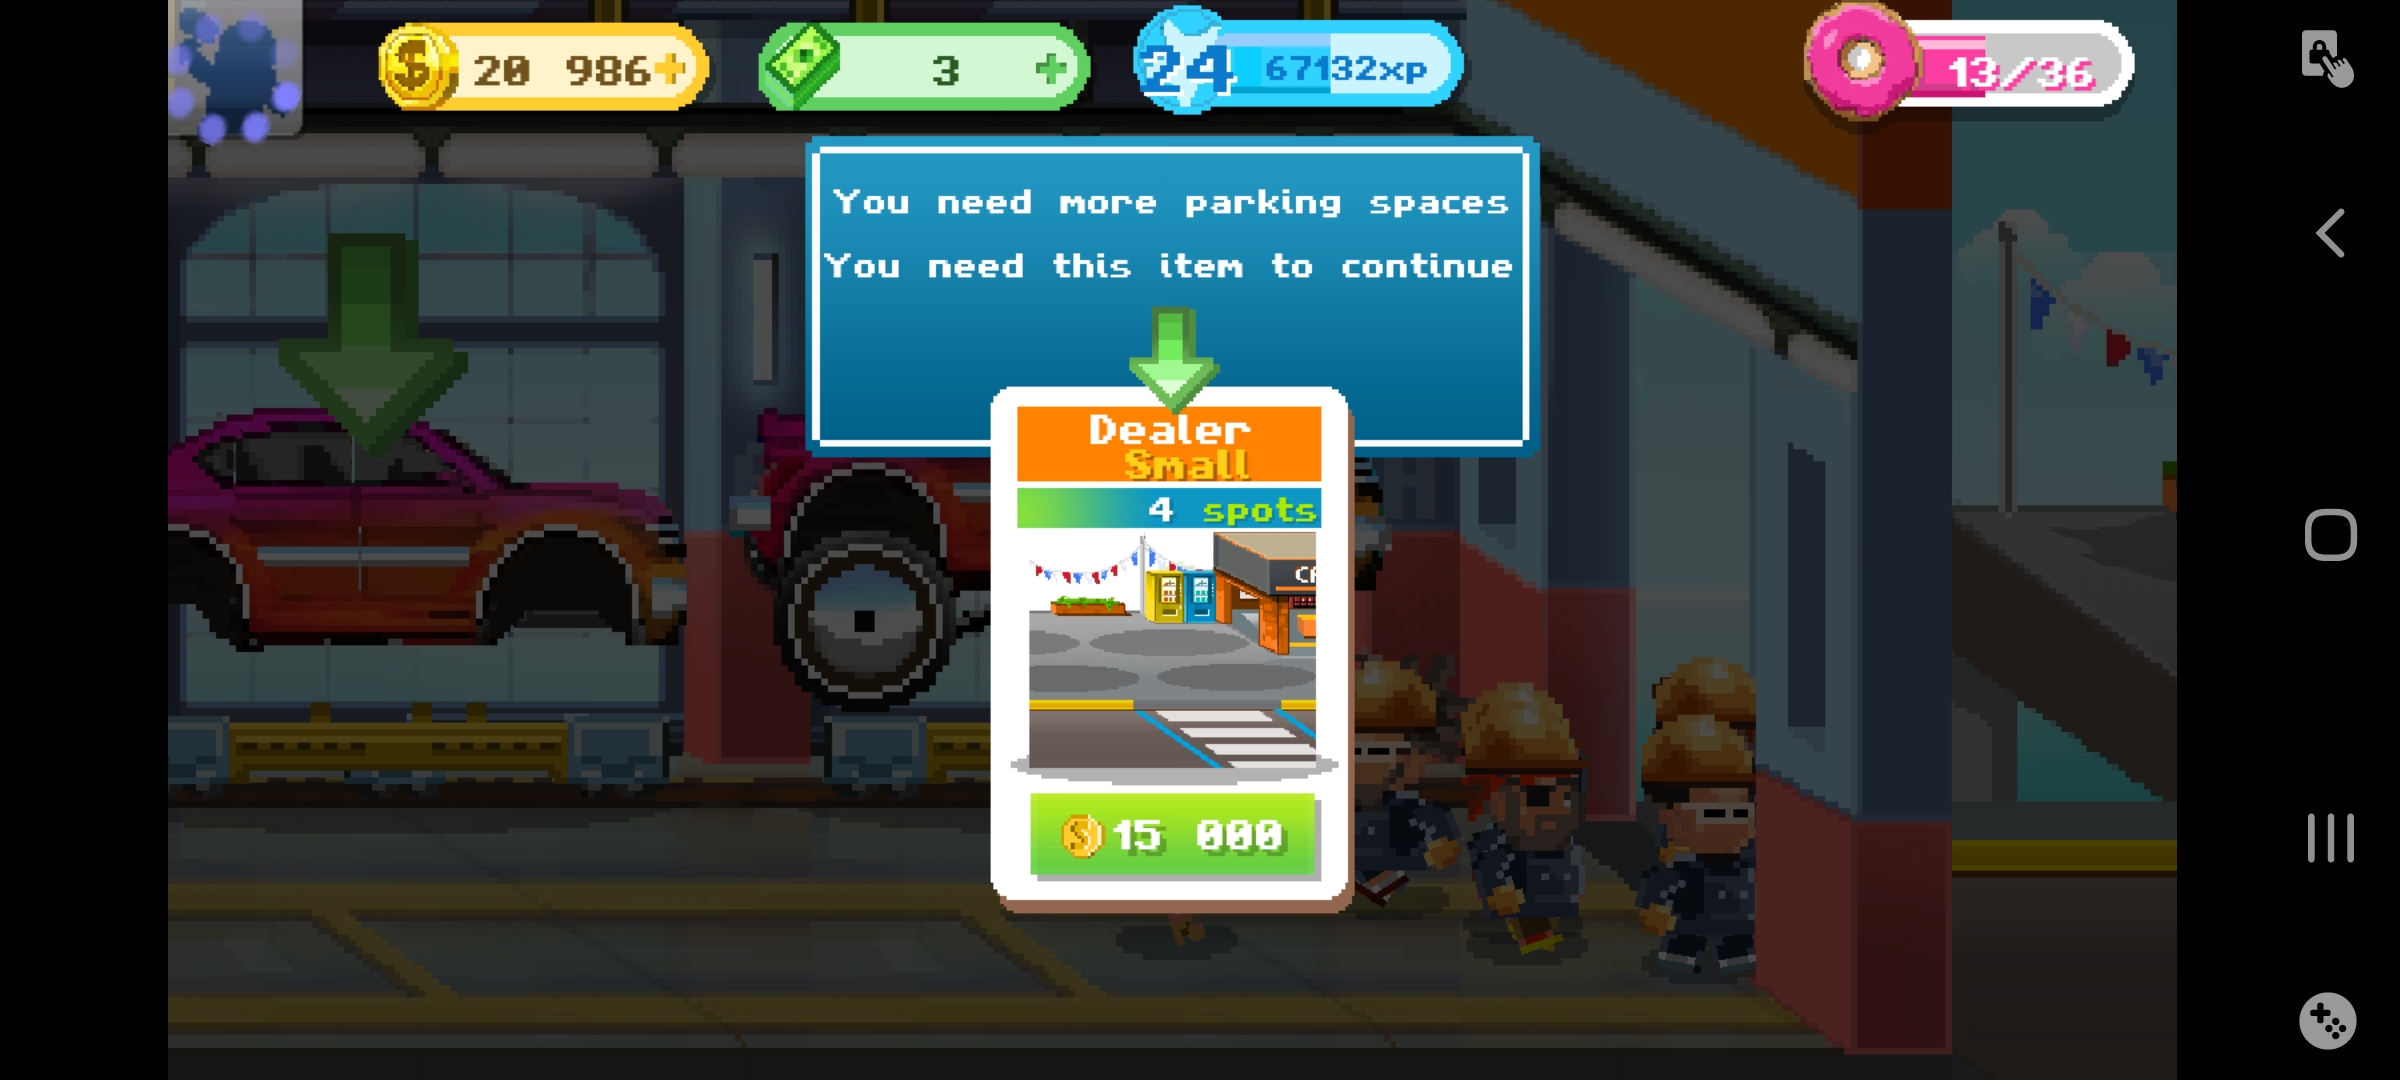 20 986+
3 +
24 67132xp
13/36
You need more parking spaces
You need this item to continue
Dealer
Small
4 spots
15 000